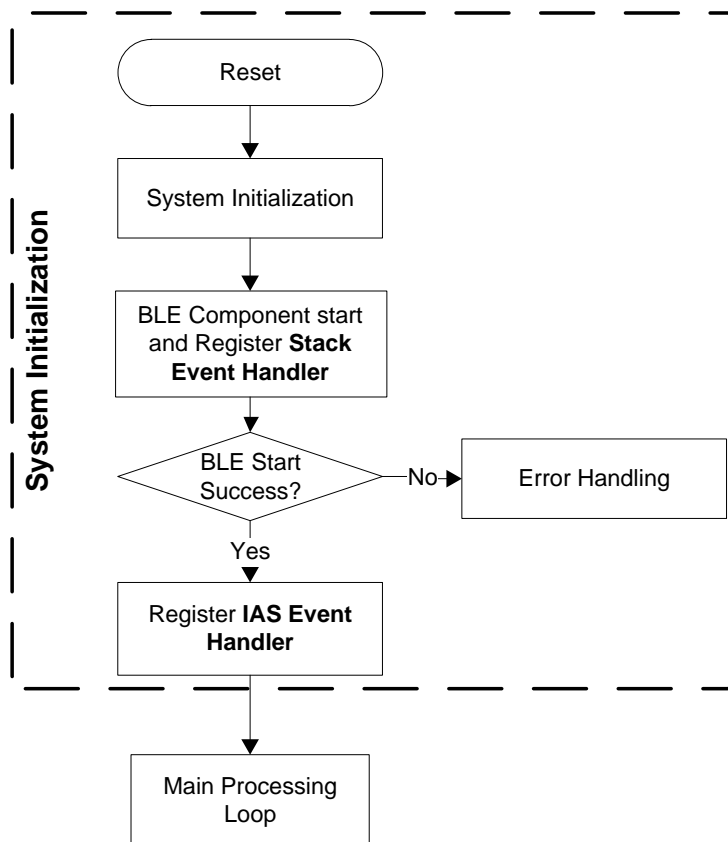 Reset
System Initialization
System Initialization
BLE Component start
and Register Stack
Event Handler
BLE Start
Success?
No
Error Handling
Yes
Register IAS Event
Handler
Main Processing
Loop